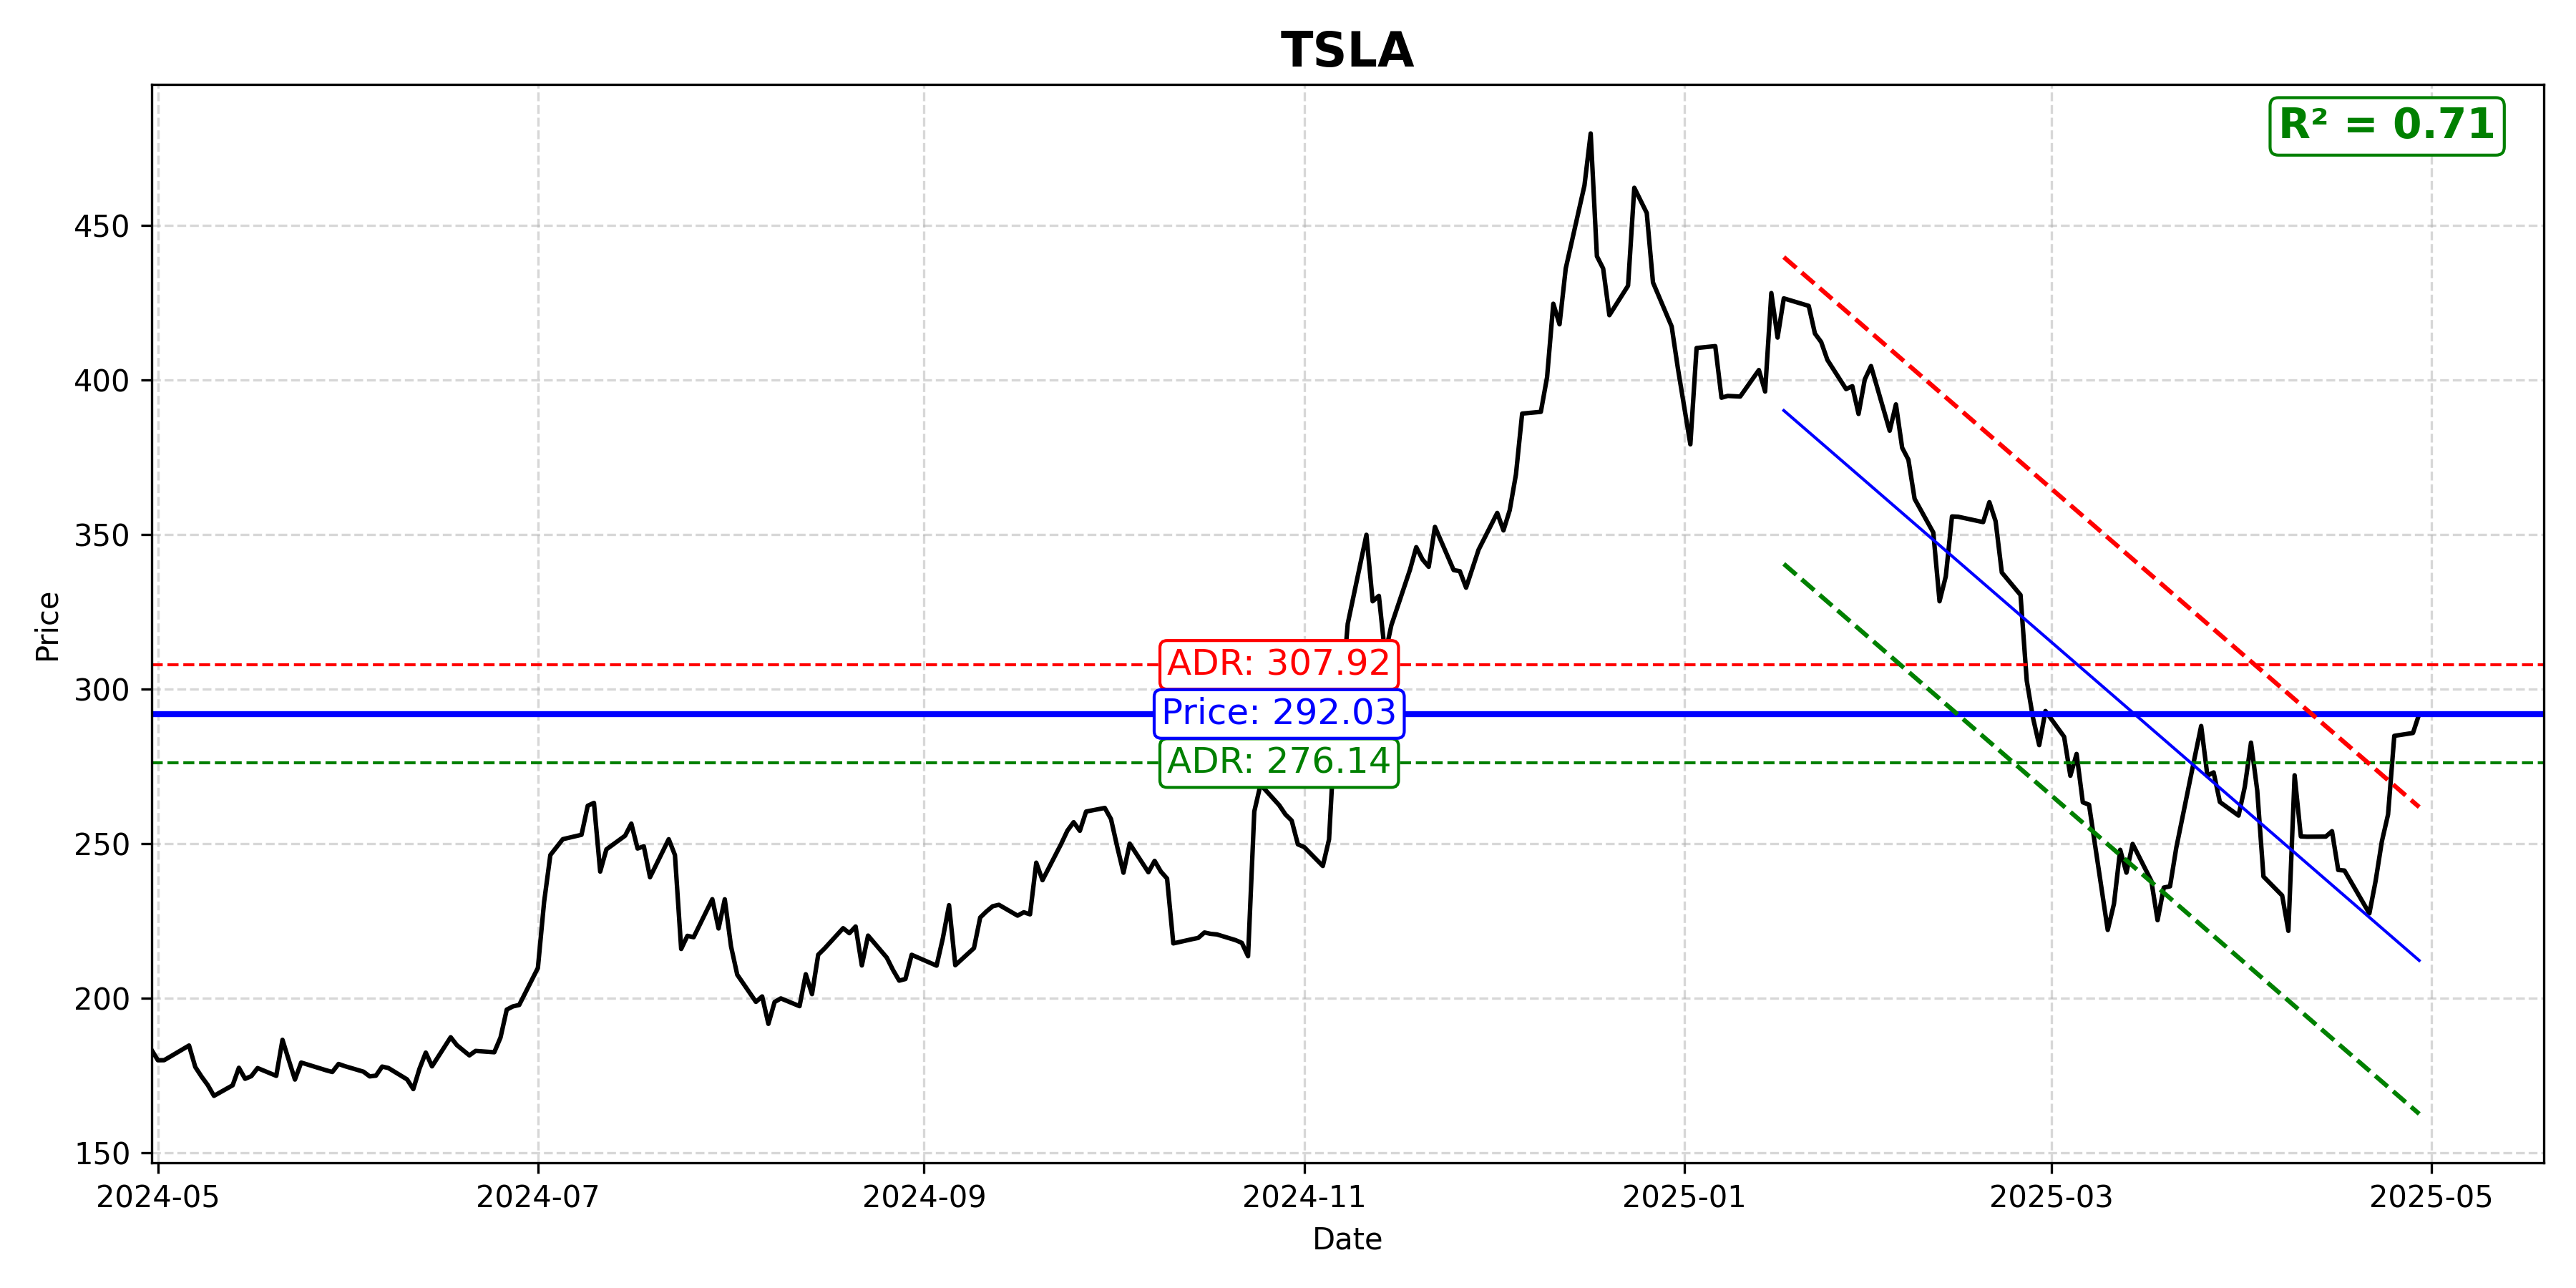 TSLA
R² = 0.71
450
400
350
300
250
200
150
Price
ADR: 307.92
Price: 292.03
ADR: 276.14
2024-05
2024-07
2024-09
2024-11
2025-01
2025-03
2025-05
Date